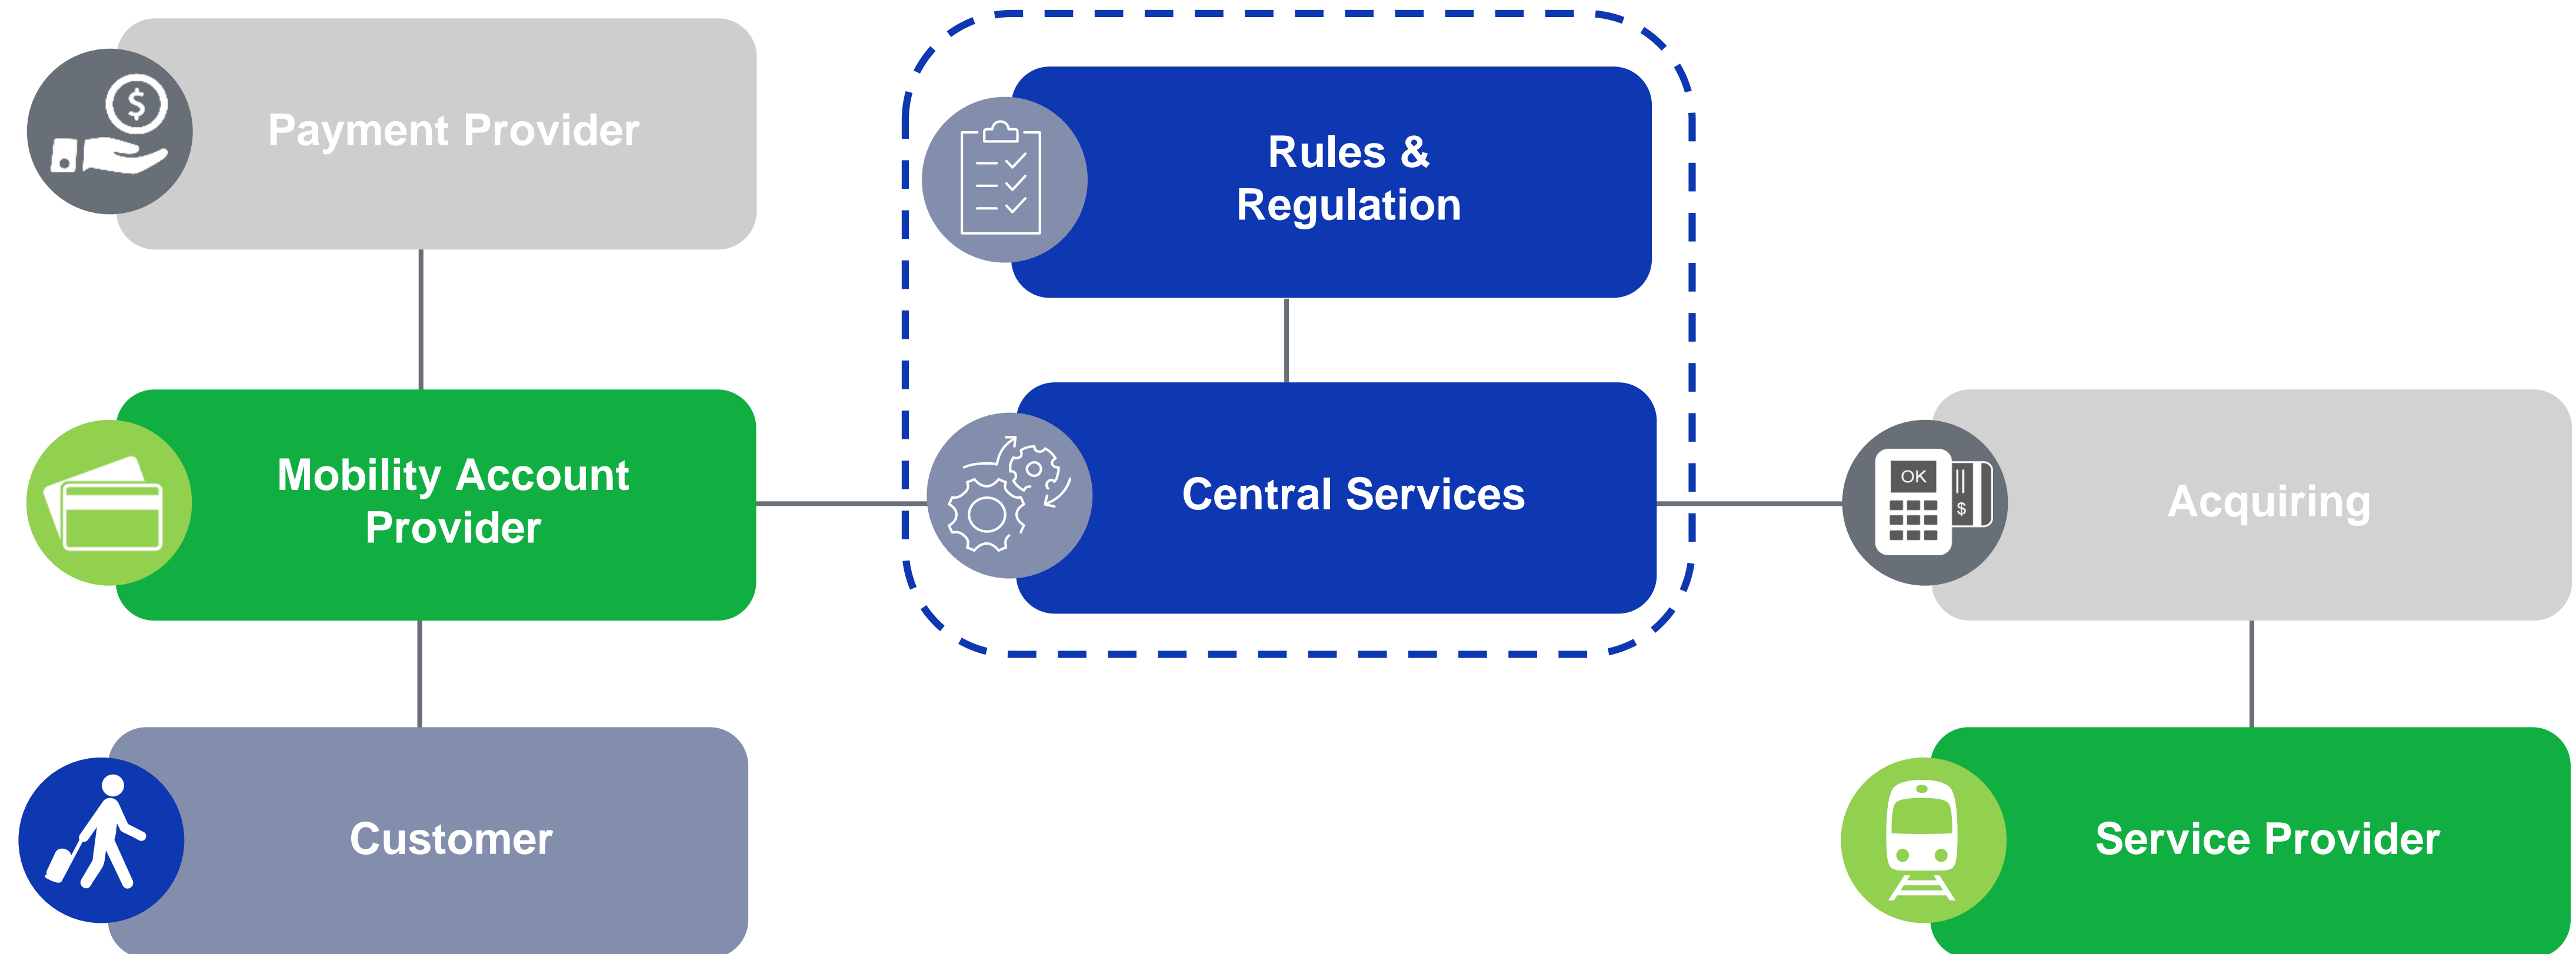 $
Payment Provider
Rules &
Regulation
Mobility Account
Provider
Central Services
OK
$
Acquiring
Customer
Service Provider